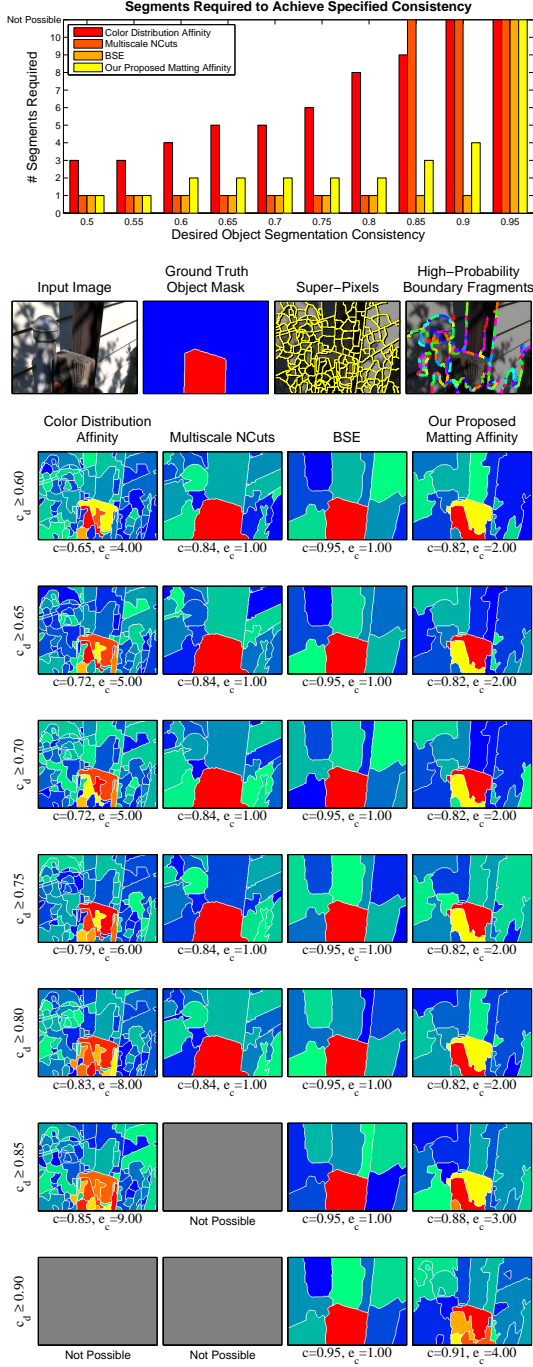 Segments Required to Achieve Specified Consistency
Not Possible
10
9
8
7
6
5
4
3
2
1
0
# Segments Required
Color Distribution Affinity
Multiscale NCuts
BSE
Our Proposed Matting Affinity
0.5 0.55 0.6 0.65 0.7 0.75 0.8 0.85 0.9 0.95
Desired Object Segmentation Consistency
Input Image
Ground Truth
Object Mask
Super−Pixels
High−Probability
Boundary Fragments
Color Distribution
Affinity
Multiscale NCuts
BSE
Our Proposed
Matting Affinity
c_d ≥ 0.60
c=0.65, e_c=4.00 c=0.84, e_c=1.00 c=0.95, e_c=1.00 c=0.82, e_c=2.00
c_d ≥ 0.65
c=0.72, e_c=5.00 c=0.84, e_c=1.00 c=0.95, e_c=1.00 c=0.82, e_c=2.00
c_d ≥ 0.70
c=0.72, e_c=5.00 c=0.84, e_c=1.00 c=0.95, e_c=1.00 c=0.82, e_c=2.00
c_d ≥ 0.75
c=0.79, e_c=6.00 c=0.84, e_c=1.00 c=0.95, e_c=1.00 c=0.82, e_c=2.00
c_d ≥ 0.80
c=0.83, e_c=8.00 c=0.84, e_c=1.00 c=0.95, e_c=1.00 c=0.82, e_c=2.00
c_d ≥ 0.85
c=0.85, e_c=9.00 Not Possible c=0.95, e_c=1.00 c=0.88, e_c=3.00
c_d ≥ 0.90
Not Possible Not Possible c=0.95, e_c=1.00 c=0.91, e_c=4.00